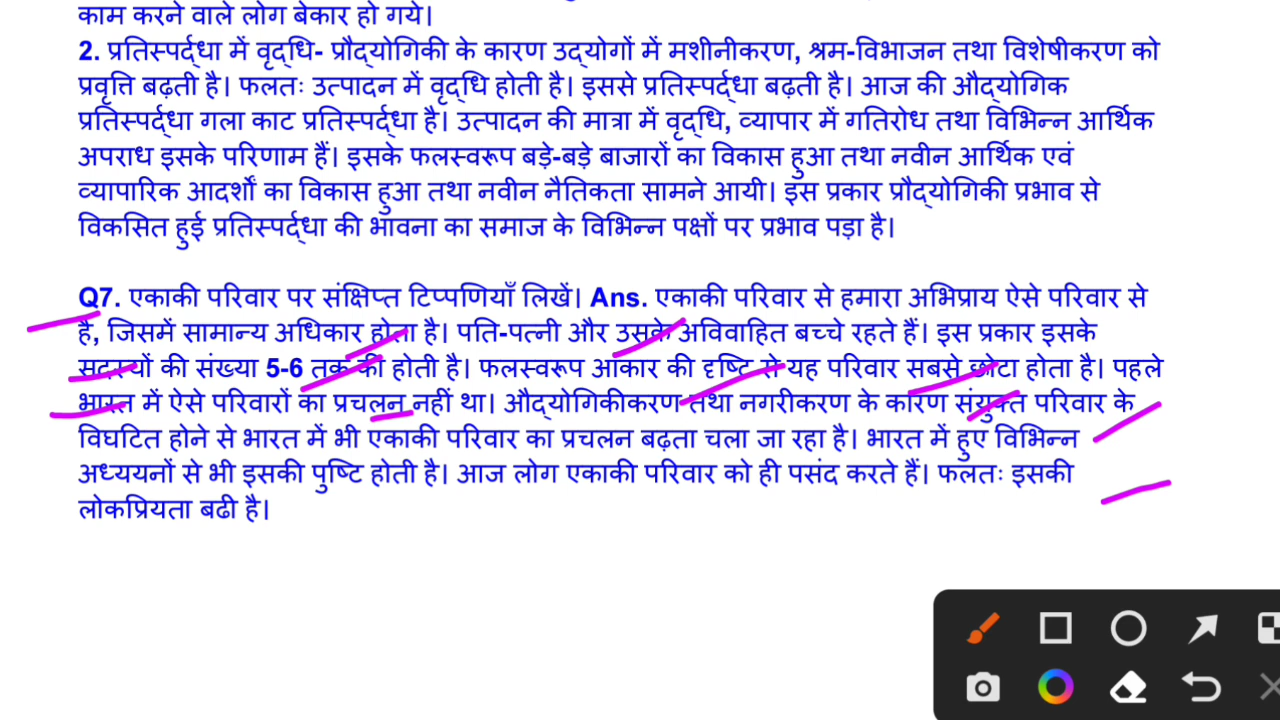 काम करने वाले लोग बेकार हो गये।
2. प्रतिस्पर्द्धा में वृद्धि- प्रौद्योगिकी के कारण उद्योगों में मशीनीकरण, श्रम-विभाजन तथा विशेषीकरण को
प्रवृत्ति बढ़ती है। फलतः उत्पादन में वृद्धि होती है। इससे प्रतिस्पर्द्धा बढ़ती है। आज की औद्योगिक
प्रतिस्पर्द्धा गला काट प्रतिस्पर्द्धा है। उत्पादन की मात्रा में वृद्धि, व्यापार में गतिरोध तथा विभिन्न आर्थिक
अपराध इसके परिणाम हैं। इसके फलस्वरूप बड़े-बड़े बाजारों का विकास हुआ तथा नवीन आर्थिक एवं
व्यापारिक आदर्शों का विकास हुआ तथा नवीन नैतिकता सामने आयी। इस प्रकार प्रौद्योगिकी प्रभाव से
विकसित हुई प्रतिस्पर्द्धा की भावना का समाज के विभिन्न पक्षों पर प्रभाव पड़ा है।
Q7. एकाकी परिवार पर संक्षिप्त टिप्पणियाँ लिखें। Ans. एकाकी परिवार से हमारा अभिप्राय ऐसे परिवार से
है, जिसमें सामान्य अधिकार होता है। पति-पत्नी और उसके अविवाहित बच्चे रहते हैं। इस प्रकार इसके
सदस्यों की संख्या 5-6 तक की होती है। फलस्वरूप आकार की दृष्टि से यह परिवार सबसे छोटा होता है। पहले
भारत में ऐसे परिवारों का प्रचलन नहीं था। औद्योगिकीकरण तथा नगरीकरण के कारण संयुक्त परिवार के
विघटित होने से भारत में भी एकाकी परिवार का प्रचलन बढ़ता चला जा रहा है। भारत में हुए विभिन्न
अध्ययनों से भी इसकी पुष्टि होती है। आज लोग एकाकी परिवार को ही पसंद करते हैं। फलतः इसकी
लोकप्रियता बढी है।